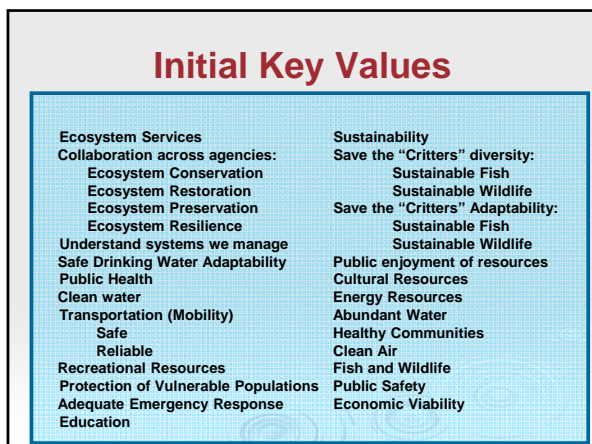 Initial Key Values
Ecosystem Services
Collaboration across agencies:
Ecosystem Conservation
Ecosystem Restoration
Ecosystem Preservation
Ecosystem Resilience
Understand systems we manage
Safe Drinking Water Adaptability
Public Health
Clean water
Transportation (Mobility)
Safe
Reliable
Recreational Resources
Protection of Vulnerable Populations
Adequate Emergency Response
Education
Sustainability
Save the “Critters” diversity:
Sustainable Fish
Sustainable Wildlife
Save the “Critters” Adaptability:
Sustainable Fish
Sustainable Wildlife
Public enjoyment of resources
Cultural Resources
Energy Resources
Abundant Water
Healthy Communities
Clean Air
Fish and Wildlife
Public Safety
Economic Viability